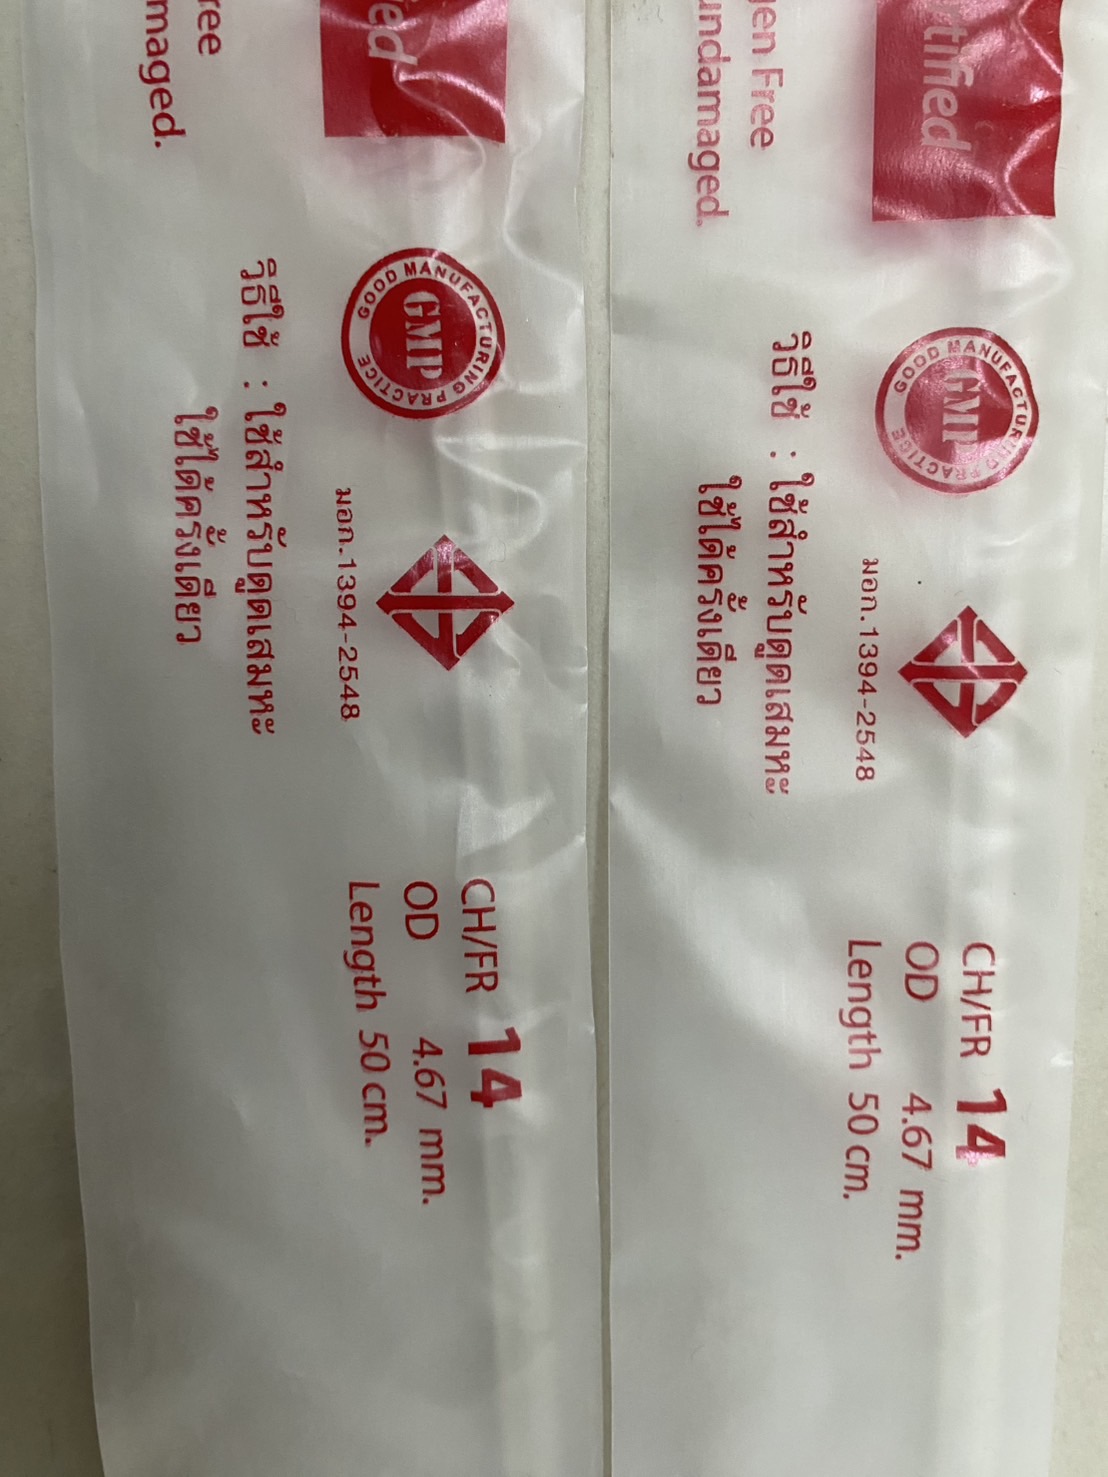 ified
ree
maged.
GOOD MANUFACTURING PRACTICE
GMP
วิธีใช้ : ใช้สำหรับดูดเสมหะ
ใช้ได้ครั้งเดียว
มอก.1394-2548
CH/FR 14
OD 4.67 mm.
Length 50 cm.
rtified
gen Free
undamaged.
GOOD MANUFACTURING PRACTICE
GMP
วิธีใช้ : ใช้สำหรับดูดเสมหะ
ใช้ได้ครั้งเดียว
มอก.1394-2548
CH/FR 14
OD 4.67 mm.
Length 50 cm.